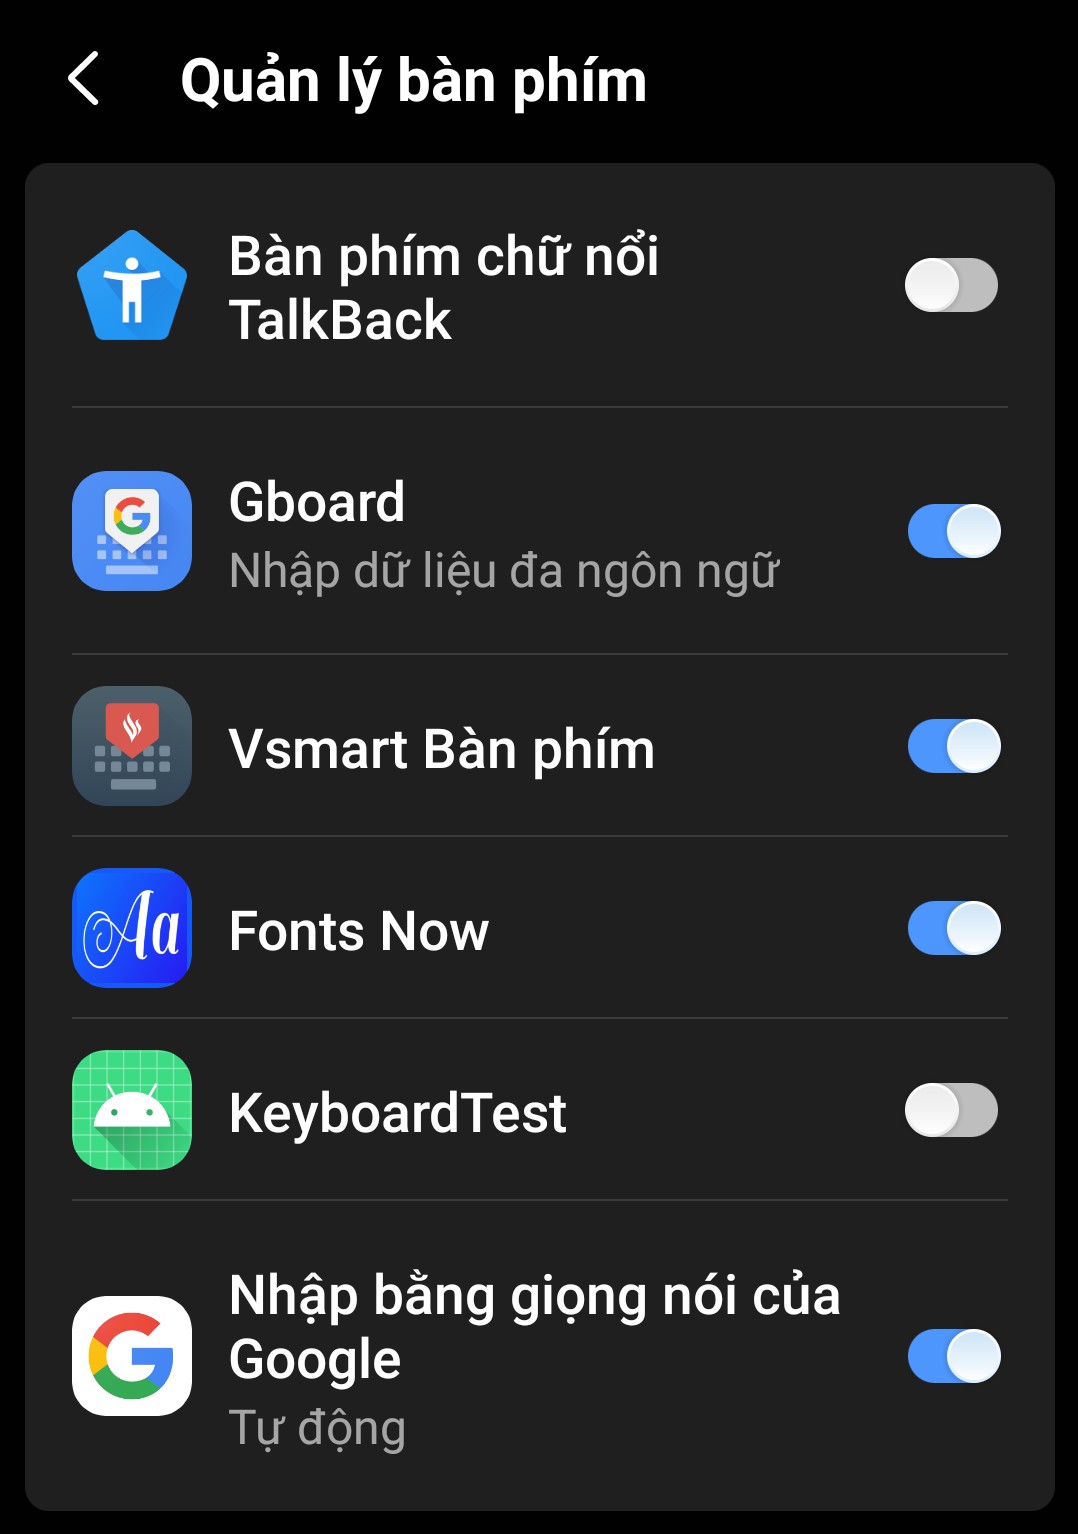 Quản lý bàn phím
Bàn phím chữ nổi
TalkBack
Gboard
Nhập dữ liệu đa ngôn ngữ
Vsmart Bàn phím
Aa
Fonts Now
KeyboardTest
Nhập bằng giọng nói của
Google
Tự động